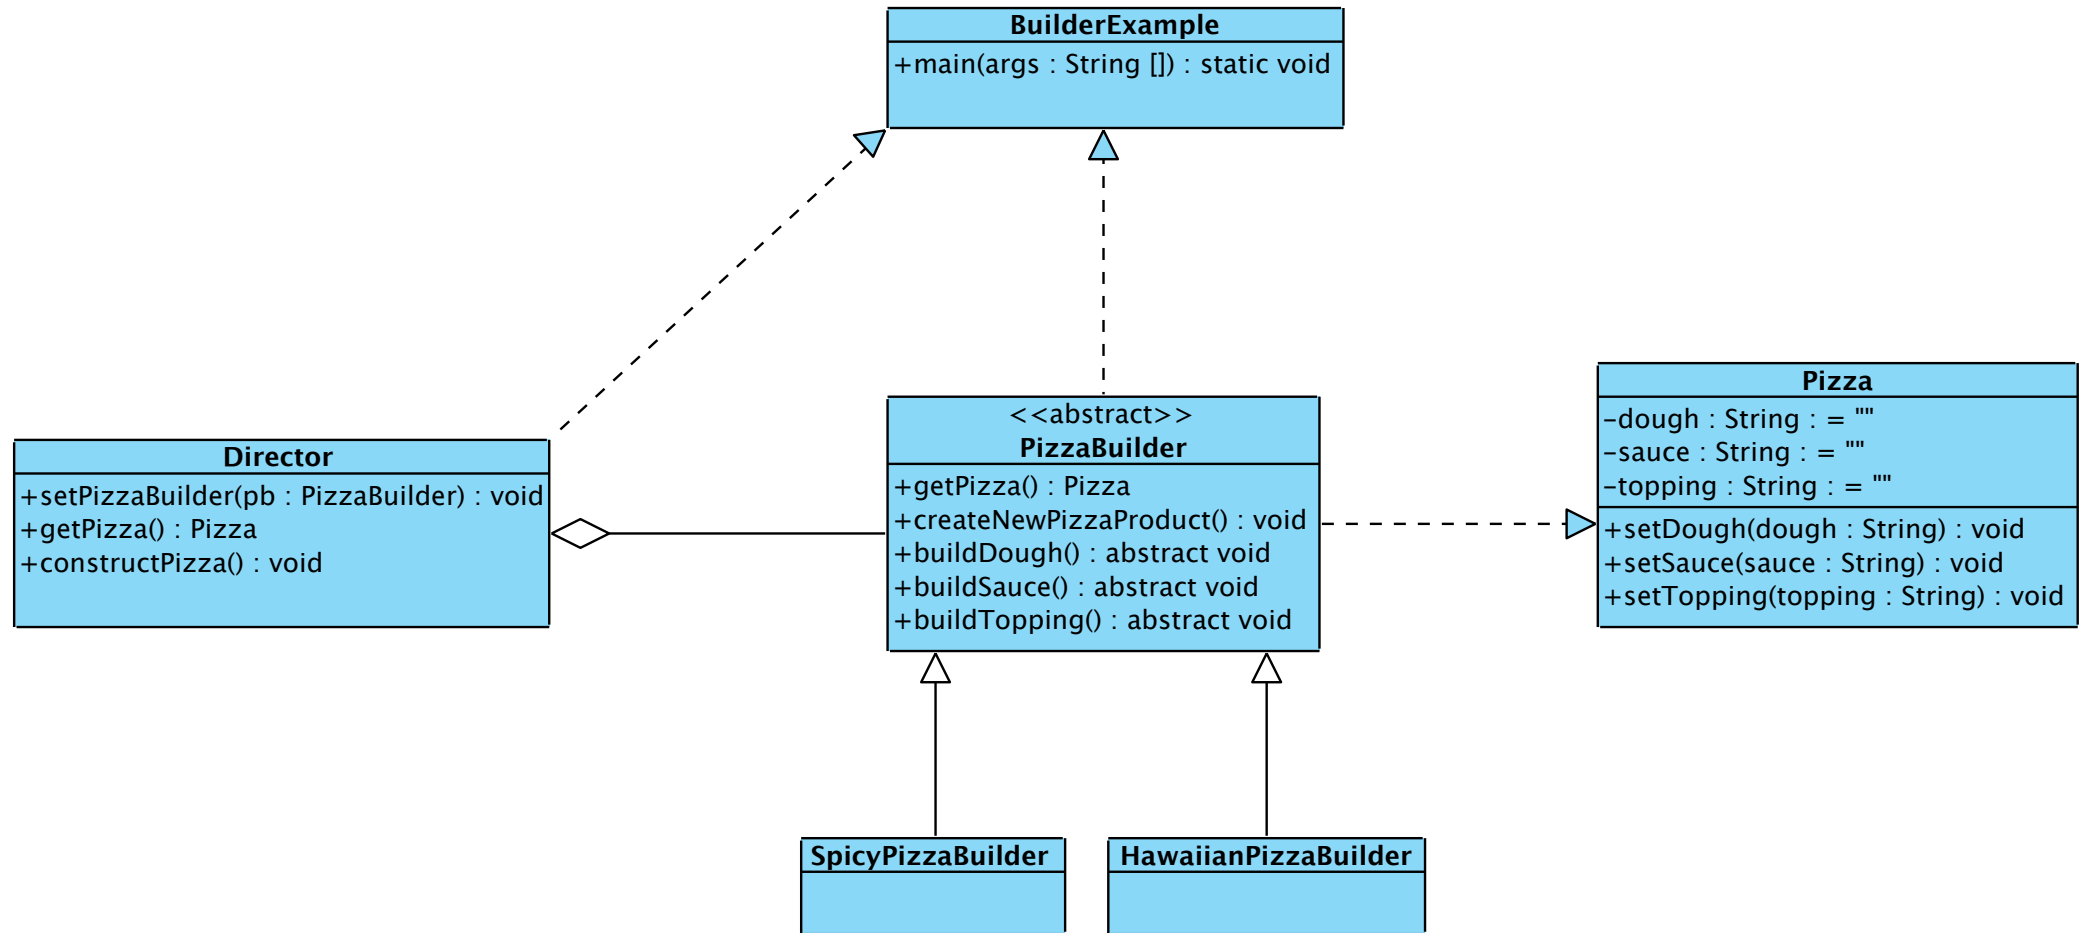 BuilderExample
+main(args : String []) : static void
Director
+setPizzaBuilder(pb : PizzaBuilder) : void
+getPizza() : Pizza
+constructPizza() : void
<<abstract>>
PizzaBuilder
+getPizza() : Pizza
+createNewPizzaProduct() : void
+buildDough() : abstract void
+buildSauce() : abstract void
+buildTopping() : abstract void
Pizza
-dough : String : = ""
-sauce : String : = ""
-topping : String : = ""
+setDough(dough : String) : void
+setSauce(sauce : String) : void
+setTopping(topping : String) : void
SpicyPizzaBuilder
HawaiianPizzaBuilder